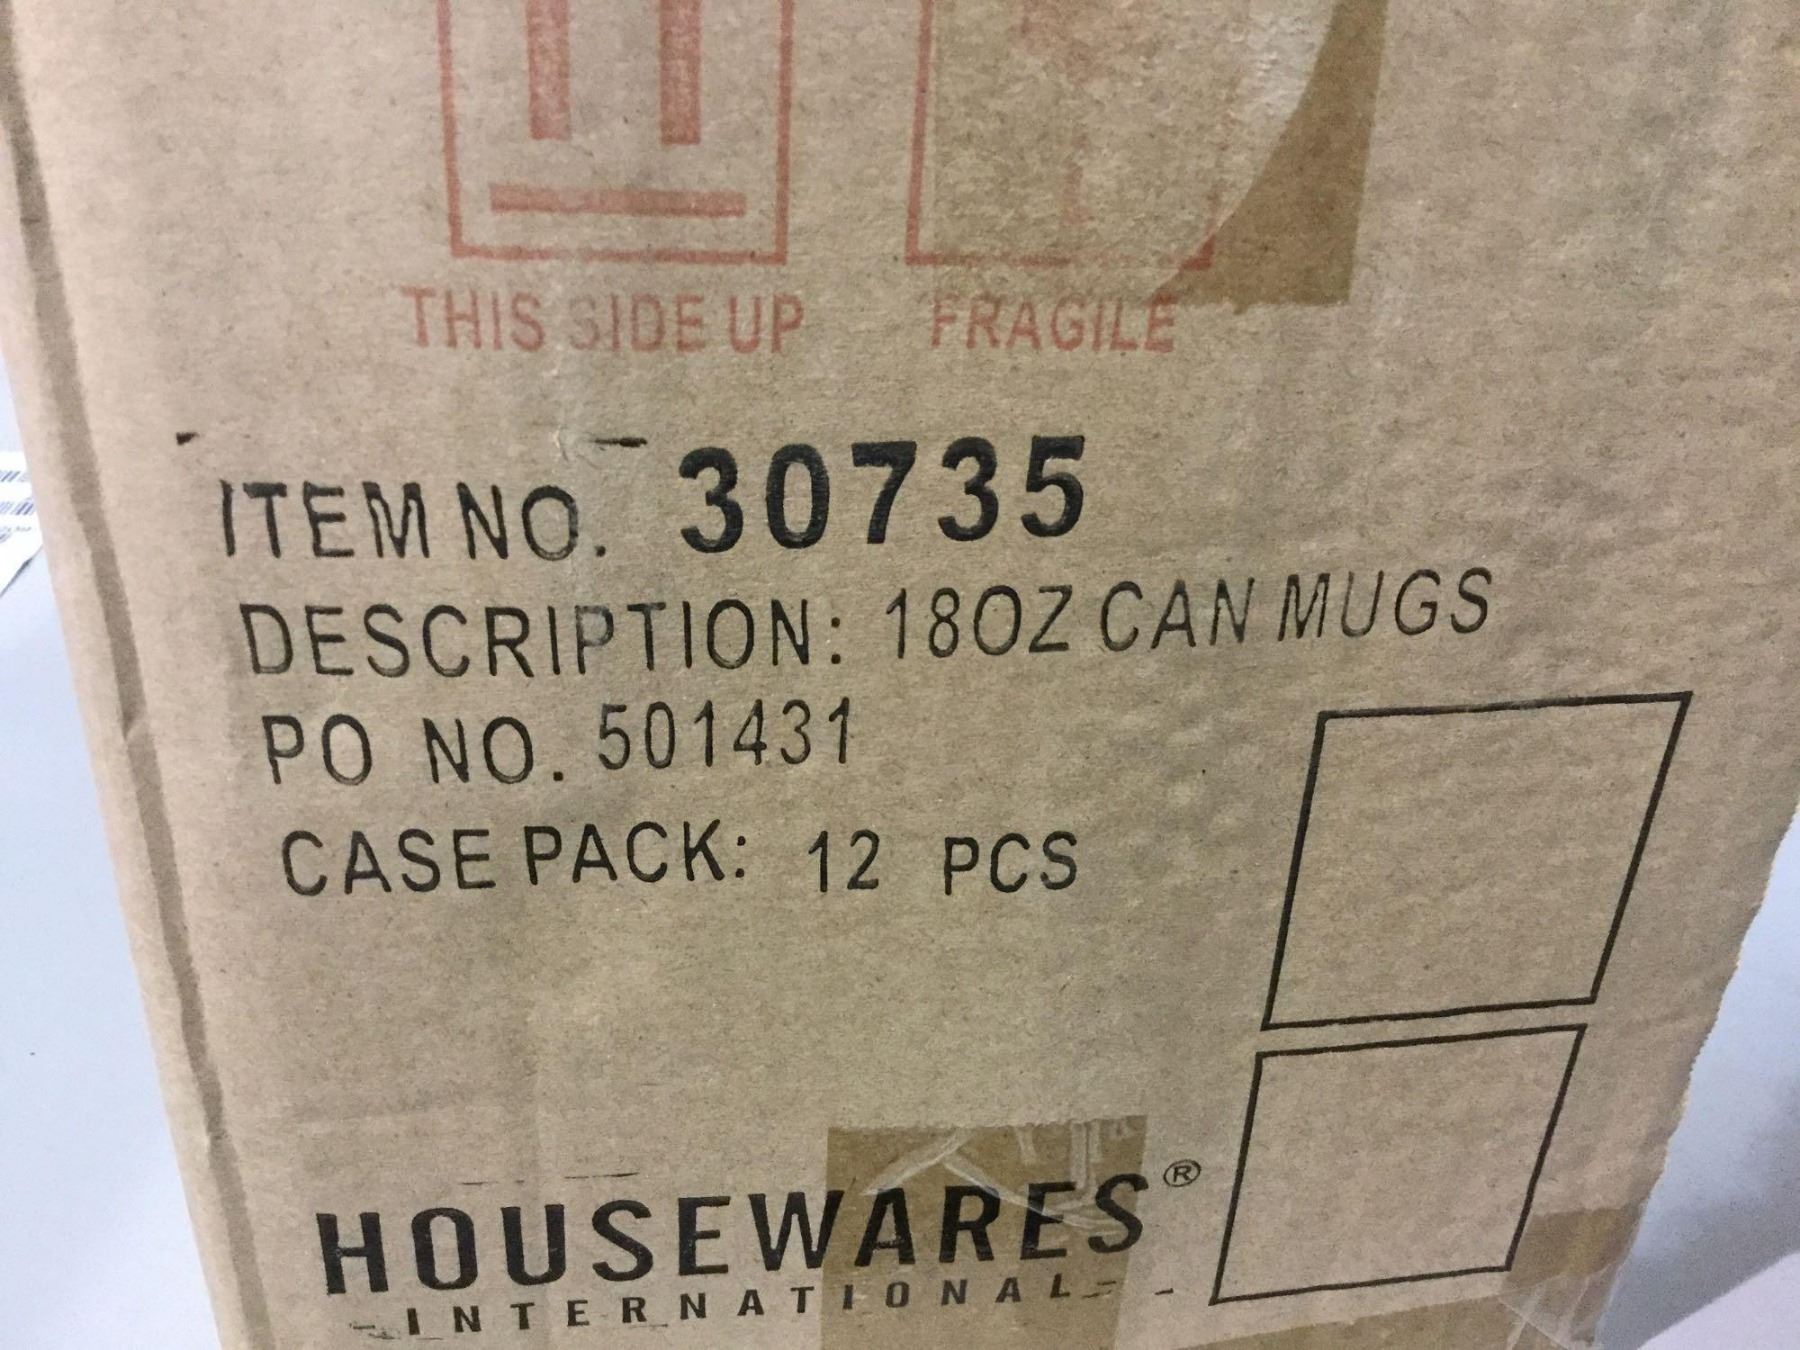 THIS SIDE UP FRAGILE
ITEM NO. 30735
DESCRIPTION: 18OZ CAN MUGS
PO NO. 501431
CASE PACK: 12 PCS
HOUSEWARES®
INTERNATIONAL